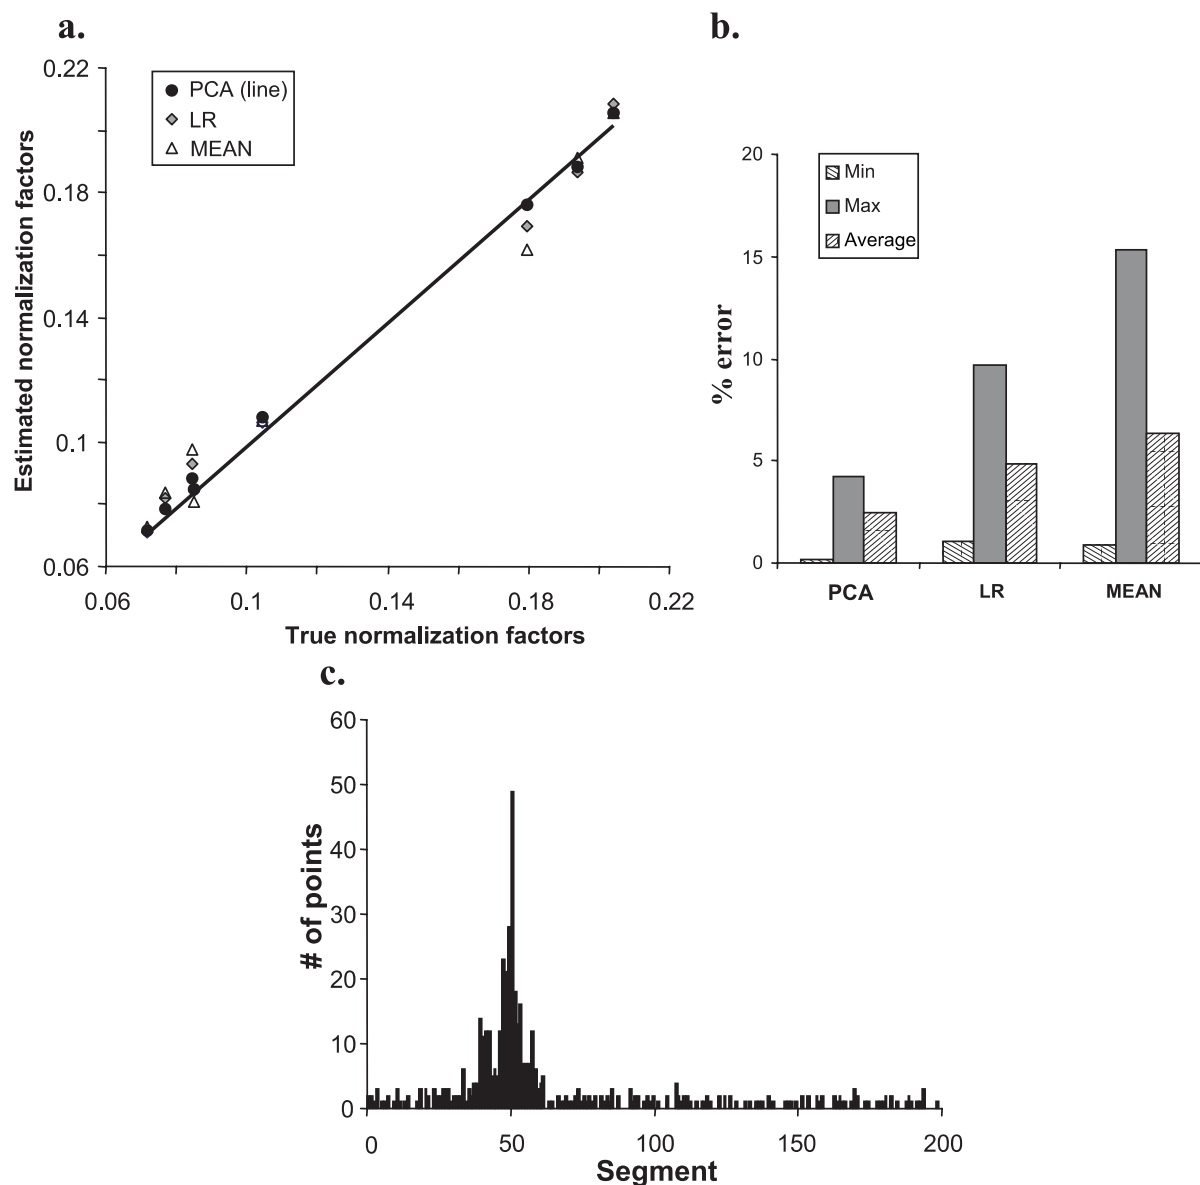 a.
0.22
0.18
0.14
0.1
0.06
Estimated normalization factors
PCA (line)
LR
MEAN
0.06 0.1 0.14 0.18 0.22
True normalization factors
b.
20
15
10
5
0
% error
Min
Max
Average
PCA LR MEAN
c.
60
50
40
30
20
10
0
# of points
0 50 100 150 200
Segment